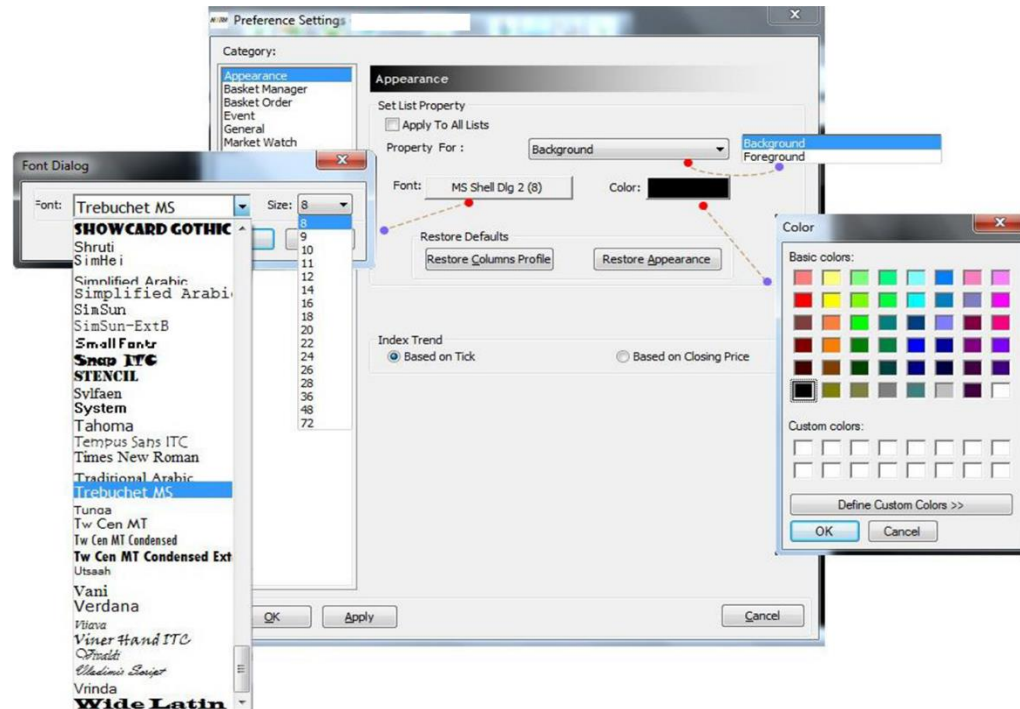 Preference Settings
Category:
Appearance
Basket Manager
Basket Order
Event
General
Market Watch
Appearance
Set List Property
Apply To All Lists
Property For :
Background
Background
Foreground
Font:
MS Shell Dlg 2 (8)
Color:
Restore Defaults
Restore Columns Profile
Restore Appearance
Index Trend
Based on Tick
Based on Closing Price
OK
Apply
Cancel
Font Dialog
Font:
Trebuchet MS
Size:
8
SHOWCARD GOTHIC
Shruti
SimHei
Simplified Arabic
Simplified Arabi
SimSun
SimSun-ExtB
Small Fonts
Snap ITC
STENCIL
Sylfaen
System
Tahoma
Tempus Sans ITC
Times New Roman
Traditional Arabic
Trebuchet MS
Tunga
Tw Cen MT
Tw Cen MT Condensed
Tw Cen MT Condensed Ext
Utsaah
Vani
Verdana
Vijaya
Viner Hand ITC
Vivaldi
Vladimir Script
Vrinda
Wide Latin
8
9
10
11
12
14
16
18
20
22
24
26
28
36
48
72
Color
Basic colors:
Custom colors:
Define Custom Colors >>
OK
Cancel